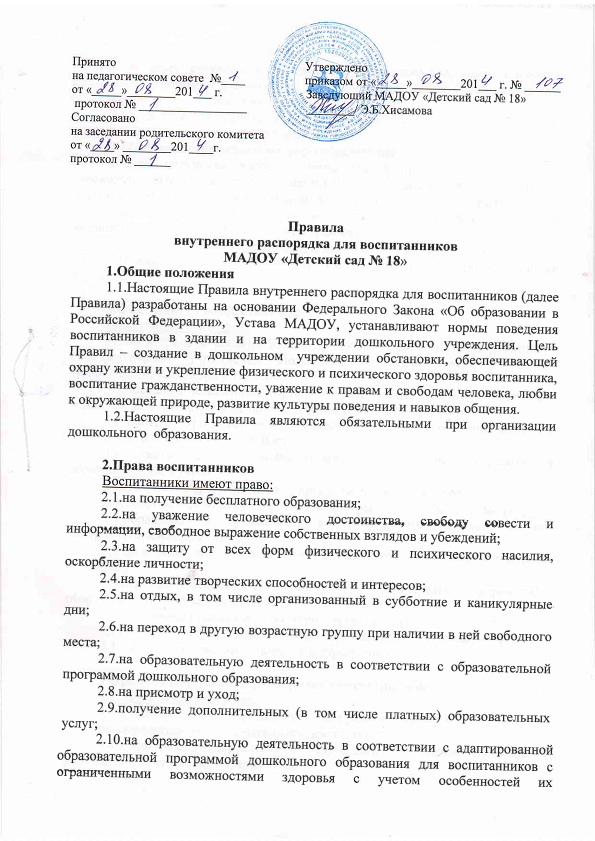 Принято
на педагогическом совете № 1
от « 28 » 08 2014 г.
протокол № 1
Согласовано
на заседании родительского комитета
от « 28 » 08 2014 г.
протокол № 1
Утверждено
приказом от « 28 » 08 2014 г. № 107
Заведующий МАДОУ «Детский сад № 18»
/ Э.Б.Хисамова
Правила
внутреннего распорядка для воспитанников
МАДОУ «Детский сад № 18»
1.Общие положения
1.1.Настоящие Правила внутреннего распорядка для воспитанников (далее
Правила) разработаны на основании Федерального Закона «Об образовании в
Российской Федерации», Устава МАДОУ, устанавливают нормы поведения
воспитанников в здании и на территории дошкольного учреждения. Цель
Правил – создание в дошкольном учреждении обстановки, обеспечивающей
охрану жизни и укрепление физического и психического здоровья воспитанника,
воспитание гражданственности, уважение к правам и свободам человека, любви
к окружающей природе, развитие культуры поведения и навыков общения.
1.2.Настоящие Правила являются обязательными при организации
дошкольного образования.
2.Права воспитанников
Воспитанники имеют право:
2.1.на получение бесплатного образования;
2.2.на уважение человеческого достоинства, свободу совести и
информации, свободное выражение собственных взглядов и убеждений;
2.3.на защиту от всех форм физического и психического насилия,
оскорбление личности;
2.4.на развитие творческих способностей и интересов;
2.5.на отдых, в том числе организованный в субботние и каникулярные
дни;
2.6.на переход в другую возрастную группу при наличии в ней свободного
места;
2.7.на образовательную деятельность в соответствии с образовательной
программой дошкольного образования;
2.8.на присмотр и уход;
2.9.получение дополнительных (в том числе платных) образовательных
услуг;
2.10.на образовательную деятельность в соответствии с адаптированной
образовательной программой дошкольного образования для воспитанников с
ограниченными возможностями здоровья с учетом особенностей их